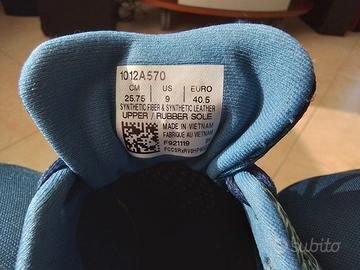 1012A570
CM US EURO
25.75 9 40.5
SYNTHETIC FIBER & SYNTHETIC LEATHER
UPPER / RUBBER SOLE
MADE IN VIETNAM
FABRIQUE AU VIETNAM
F921119
subito